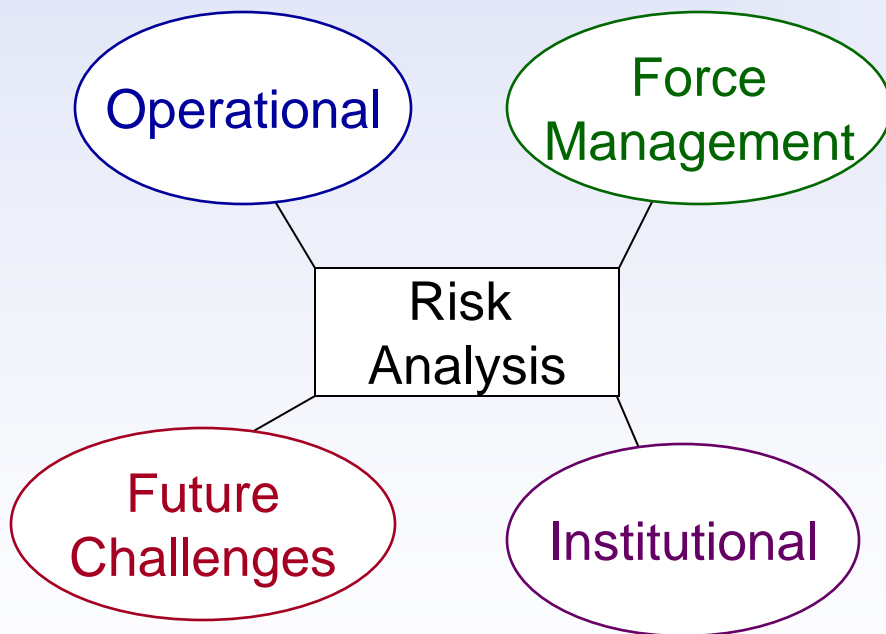 Operational
Force
Management
Risk
Analysis
Future
Challenges
Institutional